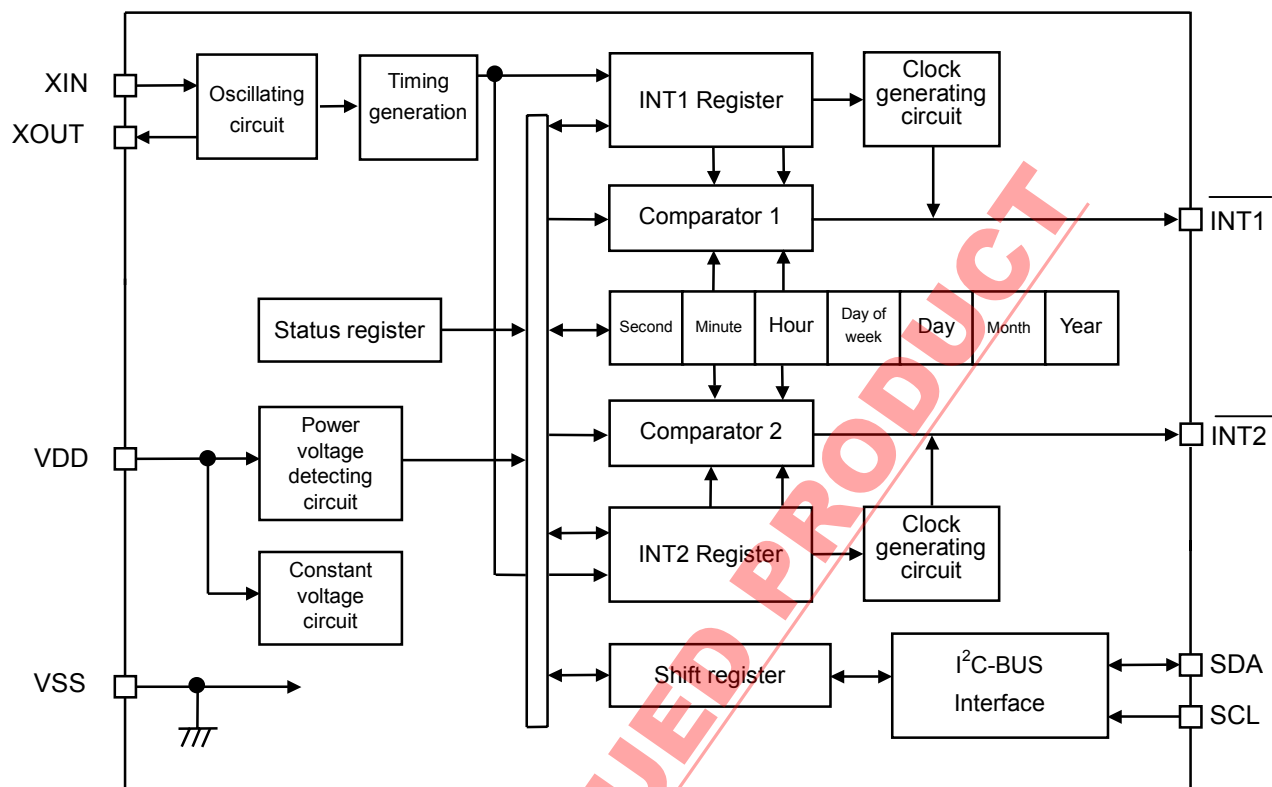 XIN
XOUT
Oscillating
circuit
Timing
generation
INT1 Register
Clock
generating
circuit
Comparator 1
INT1
Status register
Second
Minute
Hour
Day of
week
Day
Month
Year
VDD
Power
voltage
detecting
circuit
Comparator 2
INT2
Constant
voltage
circuit
INT2 Register
Clock
generating
circuit
VSS
Shift register
I²C-BUS
Interface
SDA
SCL
UED PRODUCT